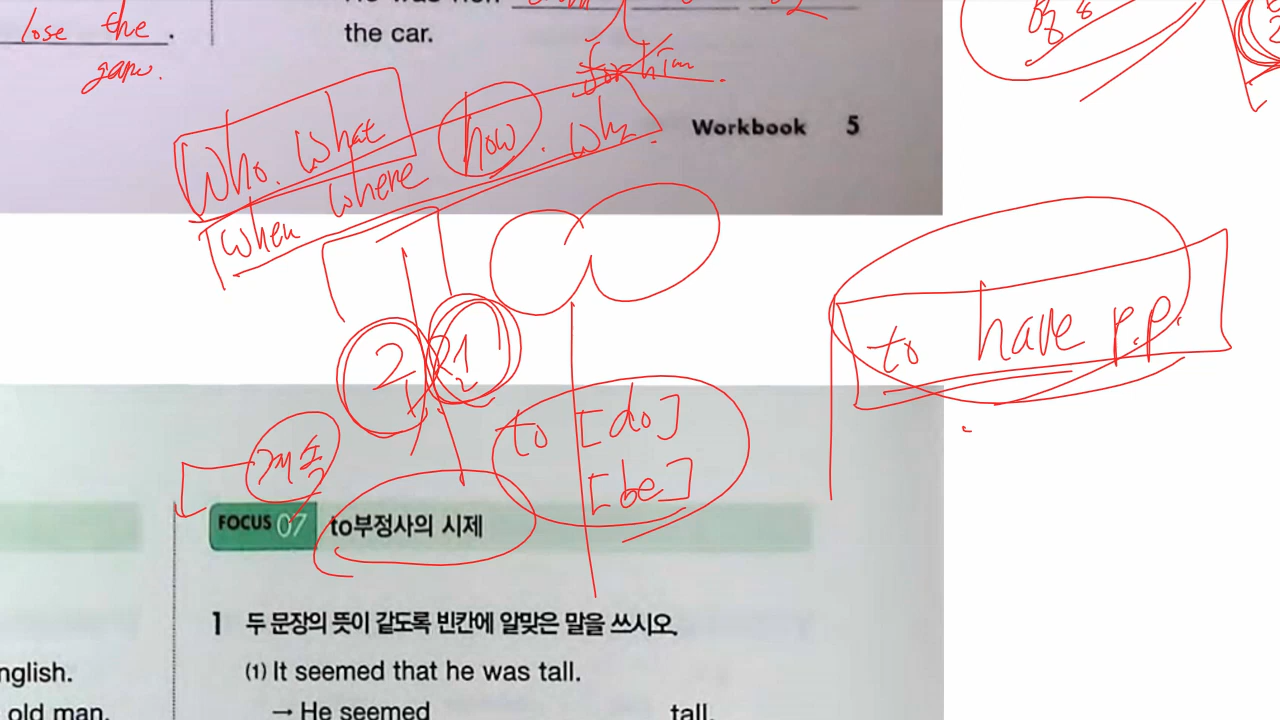 the car.
lose the
game.
for him
Workbook 5
Who. What how. why.
when where
2 1
to have p.p.
to [do]
[be]
계속
FOCUS 07 to부정사의 시제
1 두 문장의 뜻이 같도록 빈칸에 알맞은 말을 쓰시오.
nglish.
(1) It seemed that he was tall.
old man.
→ He seemed tall.